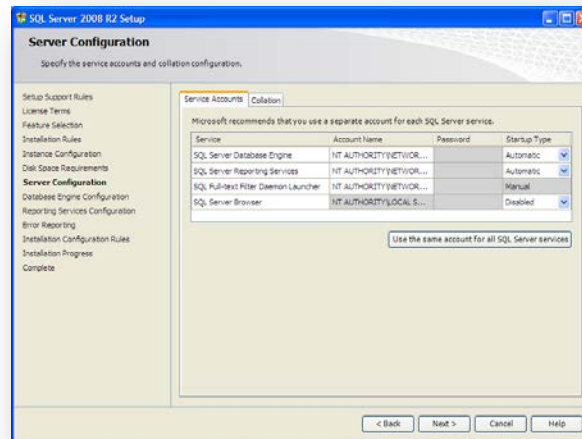 SQL Server 2008 R2 Setup
Server Configuration
Specify the service accounts and collation configuration.
Setup Support Rules
License Terms
Feature Selection
Installation Rules
Instance Configuration
Disk Space Requirements
Server Configuration
Database Engine Configuration
Reporting Services Configuration
Error Reporting
Installation Configuration Rules
Installation Progress
Complete
Service Accounts Collation
Microsoft recommends that you use a separate account for each SQL Server service.
Service Account Name Password Startup Type
SQL Server Database Engine NT AUTHORITY\NETWOR... Automatic
SQL Server Reporting Services NT AUTHORITY\NETWOR... Automatic
SQL Full-text Filter Daemon Launcher NT AUTHORITY\NETWOR... Manual
SQL Server Browser NT AUTHORITY\LOCAL S... Disabled
Use the same account for all SQL Server services
< Back Next > Cancel Help